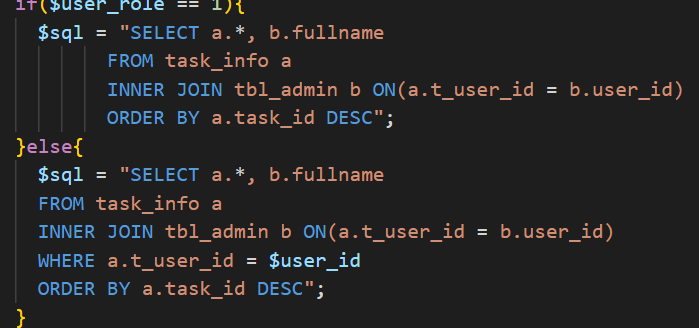 if($user_role == 1){
$sql = "SELECT a.*, b.fullname
FROM task_info a
INNER JOIN tbl_admin b ON(a.t_user_id = b.user_id)
ORDER BY a.task_id DESC";
}else{
$sql = "SELECT a.*, b.fullname
FROM task_info a
INNER JOIN tbl_admin b ON(a.t_user_id = b.user_id)
WHERE a.t_user_id = $user_id
ORDER BY a.task_id DESC";
}